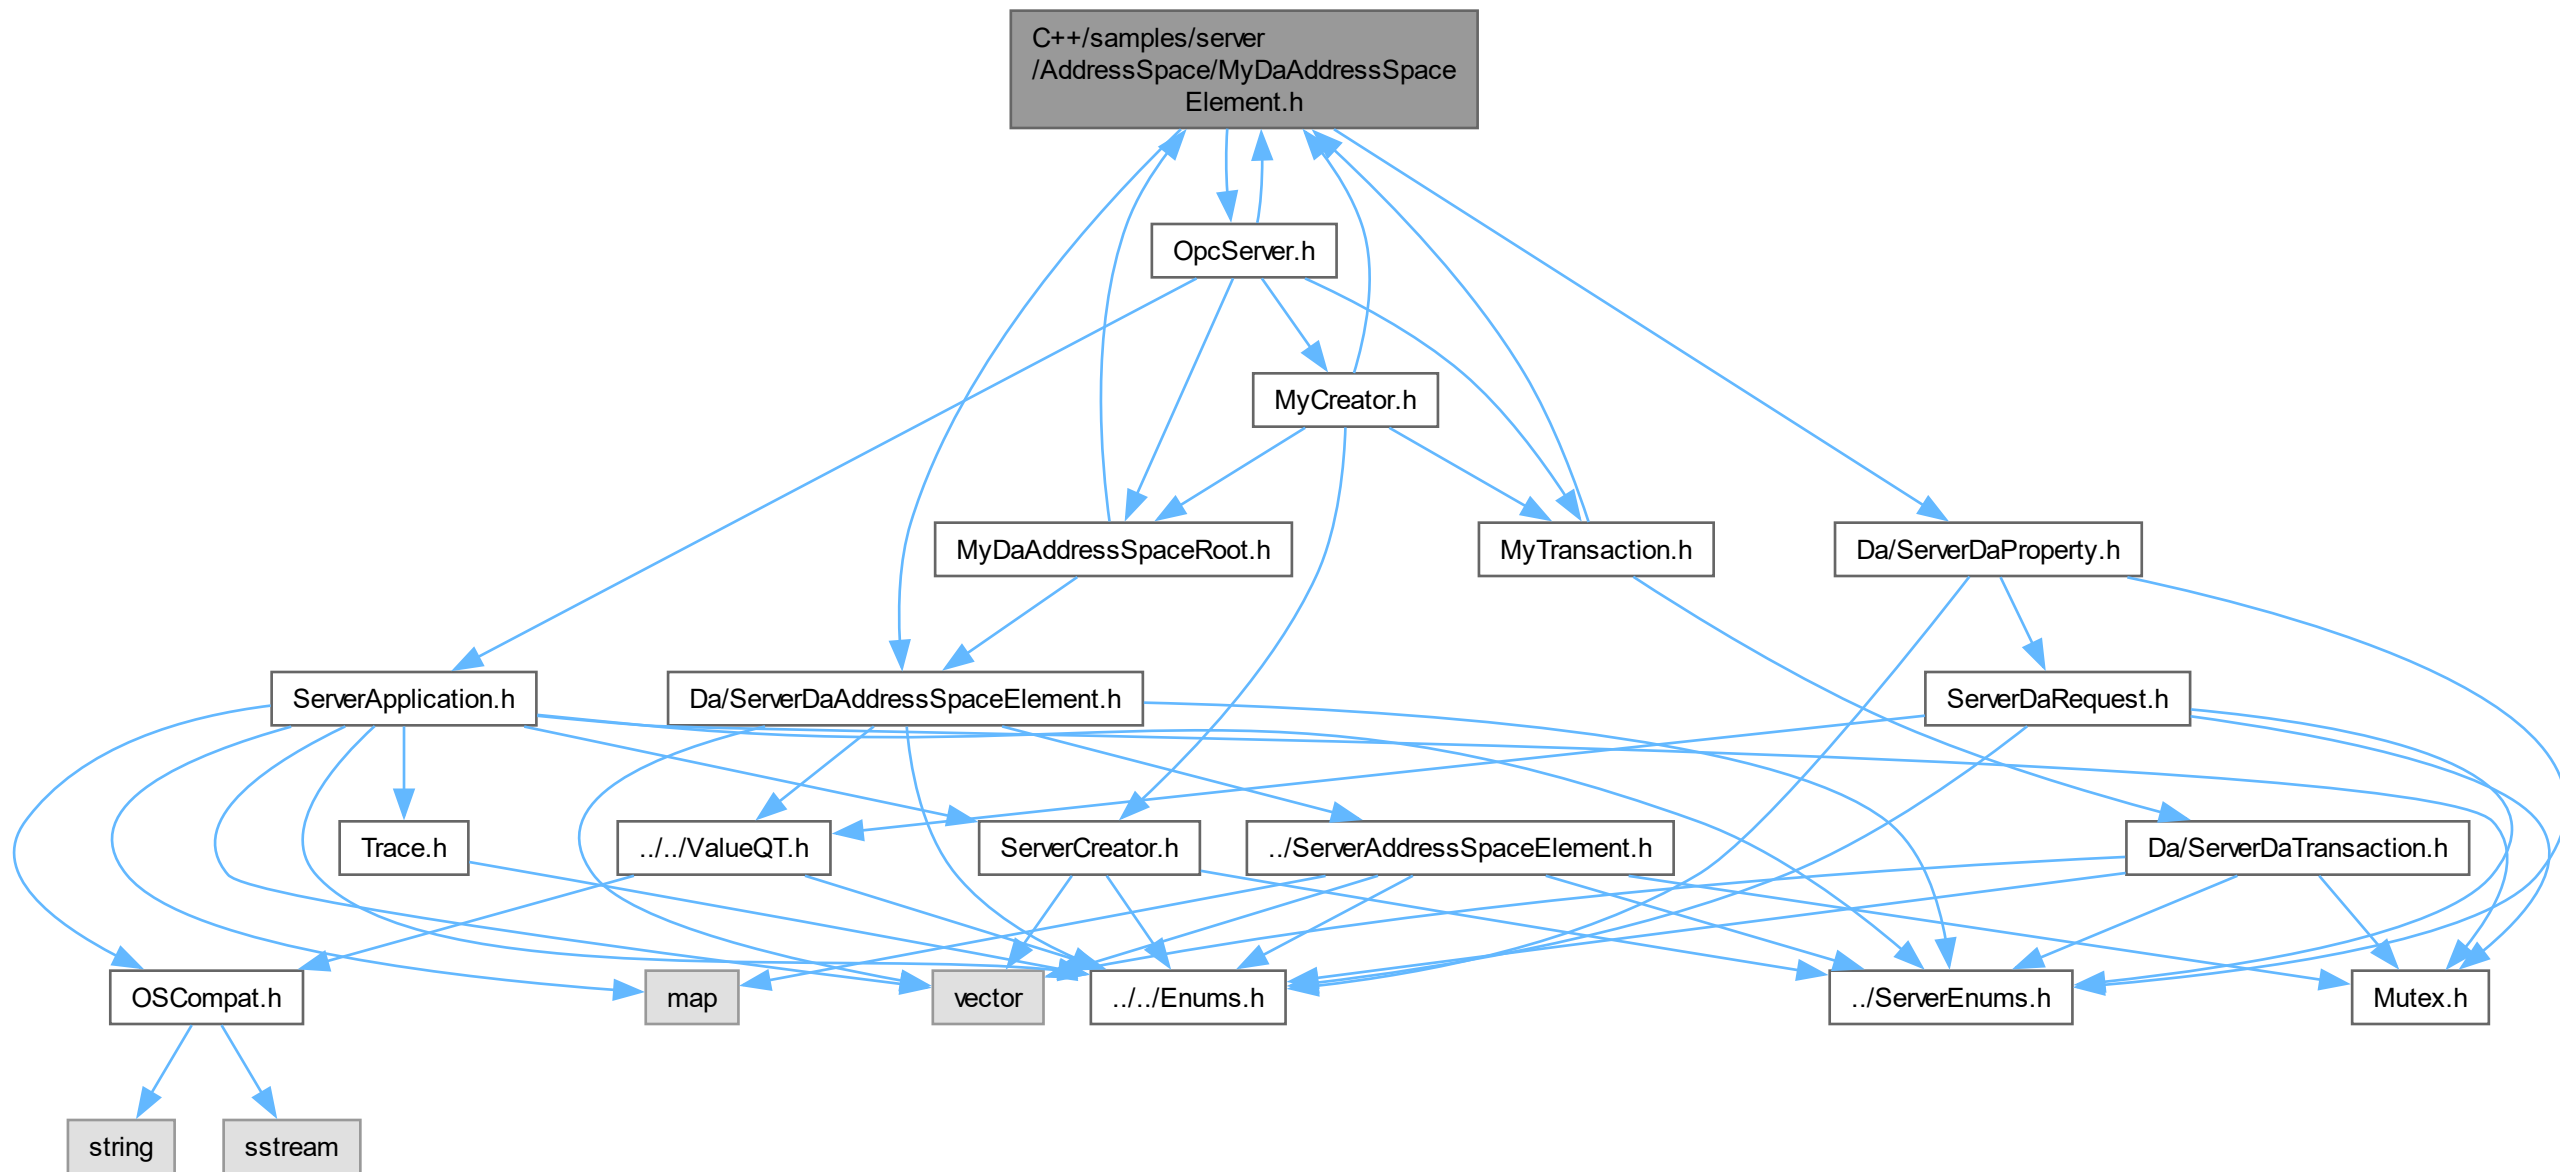 C++/samples/server
/AddressSpace/MyDaAddressSpace
Element.h
OpcServer.h
MyCreator.h
MyDaAddressSpaceRoot.h
MyTransaction.h
Da/ServerDaProperty.h
ServerApplication.h
Da/ServerDaAddressSpaceElement.h
ServerDaRequest.h
Trace.h
../../ValueQT.h
ServerCreator.h
../ServerAddressSpaceElement.h
Da/ServerDaTransaction.h
OSCompat.h
map
vector
../../Enums.h
../ServerEnums.h
Mutex.h
string
sstream